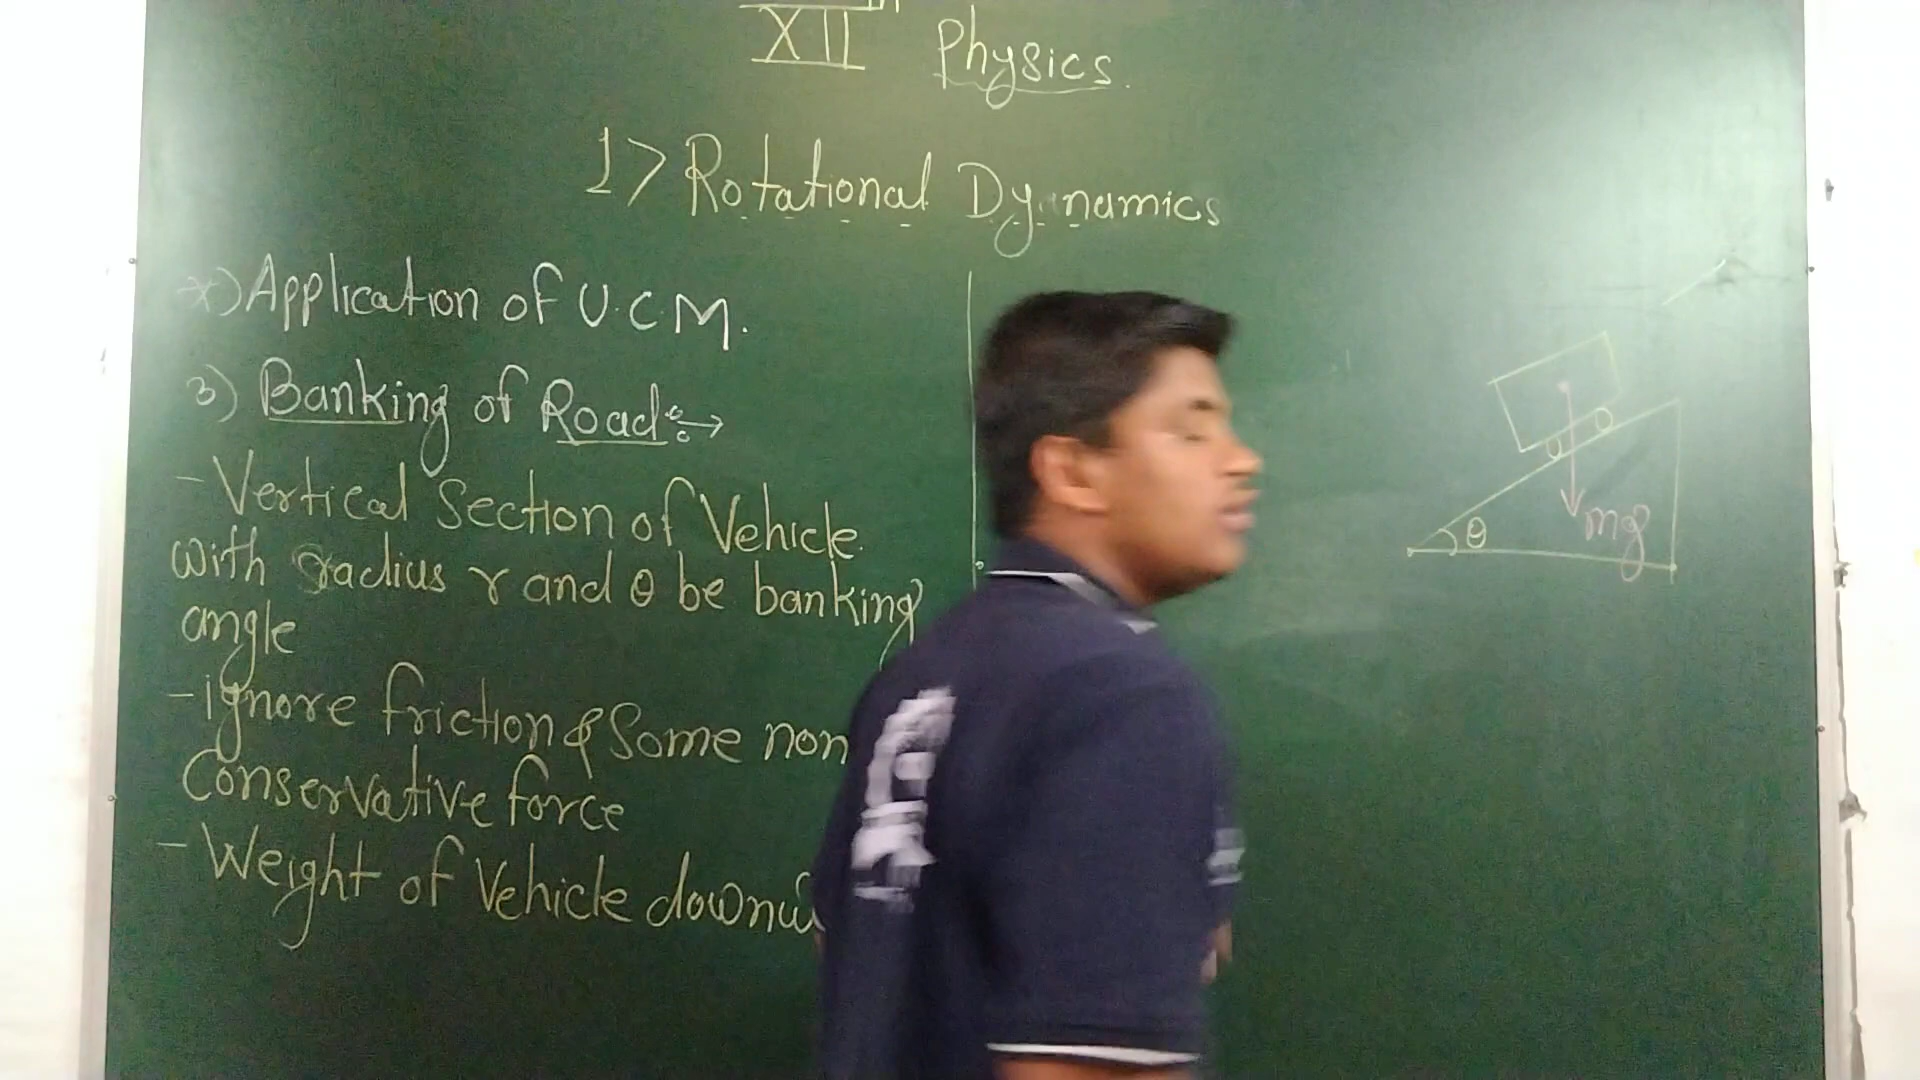 XII Physics.
1> Rotational Dynamics
*) Application of U.C.M.
3) Banking of Road:→
- Vertical Section of Vehicle
with radius r and θ be banking
angle
- ignore friction & Some non
Conservative force
- Weight of Vehicle downw
θ
mg